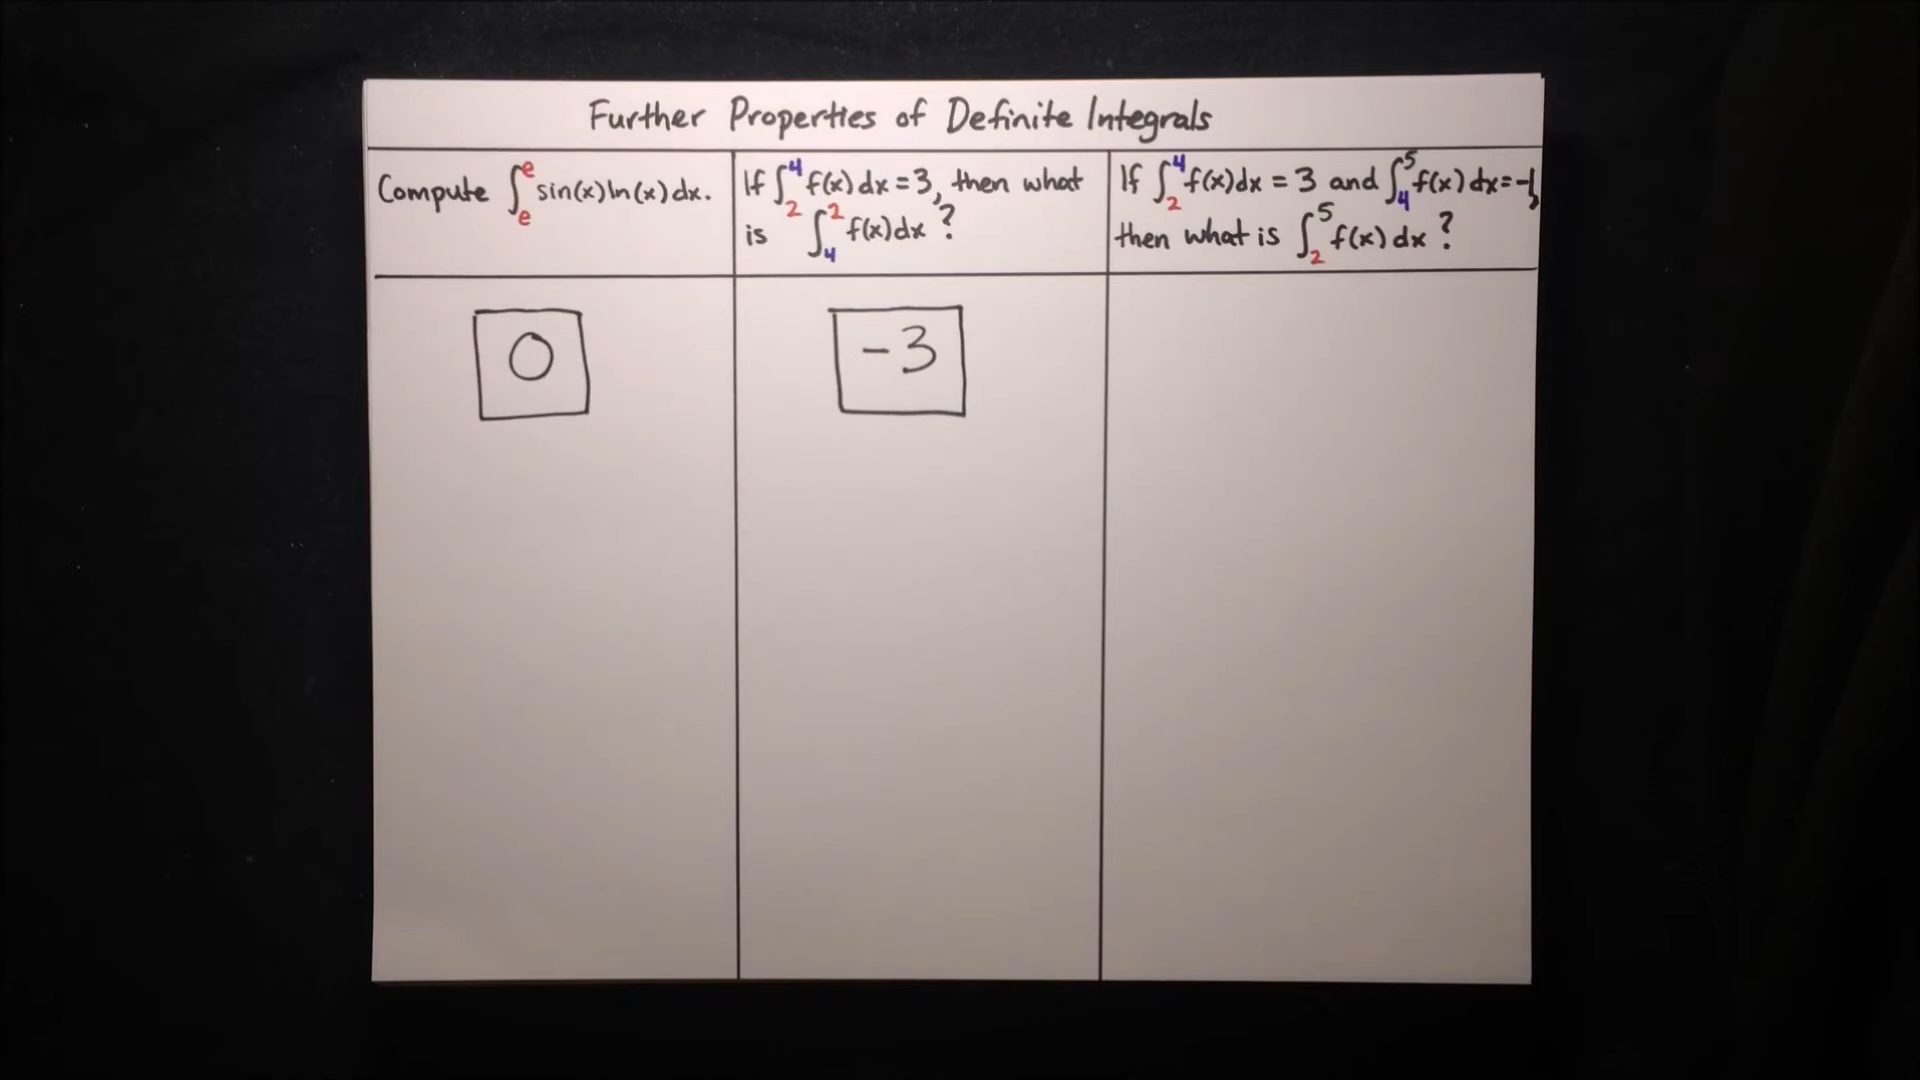 Further Properties of Definite Integrals
Compute ∫ₑᵉ sin(x)ln(x)dx.
If ∫₂⁴ f(x)dx = 3, then what
is ∫₄² f(x)dx ?
If ∫₂⁴ f(x)dx = 3 and ∫₄⁵ f(x)dx = -1,
then what is ∫₂⁵ f(x)dx ?
0
-3